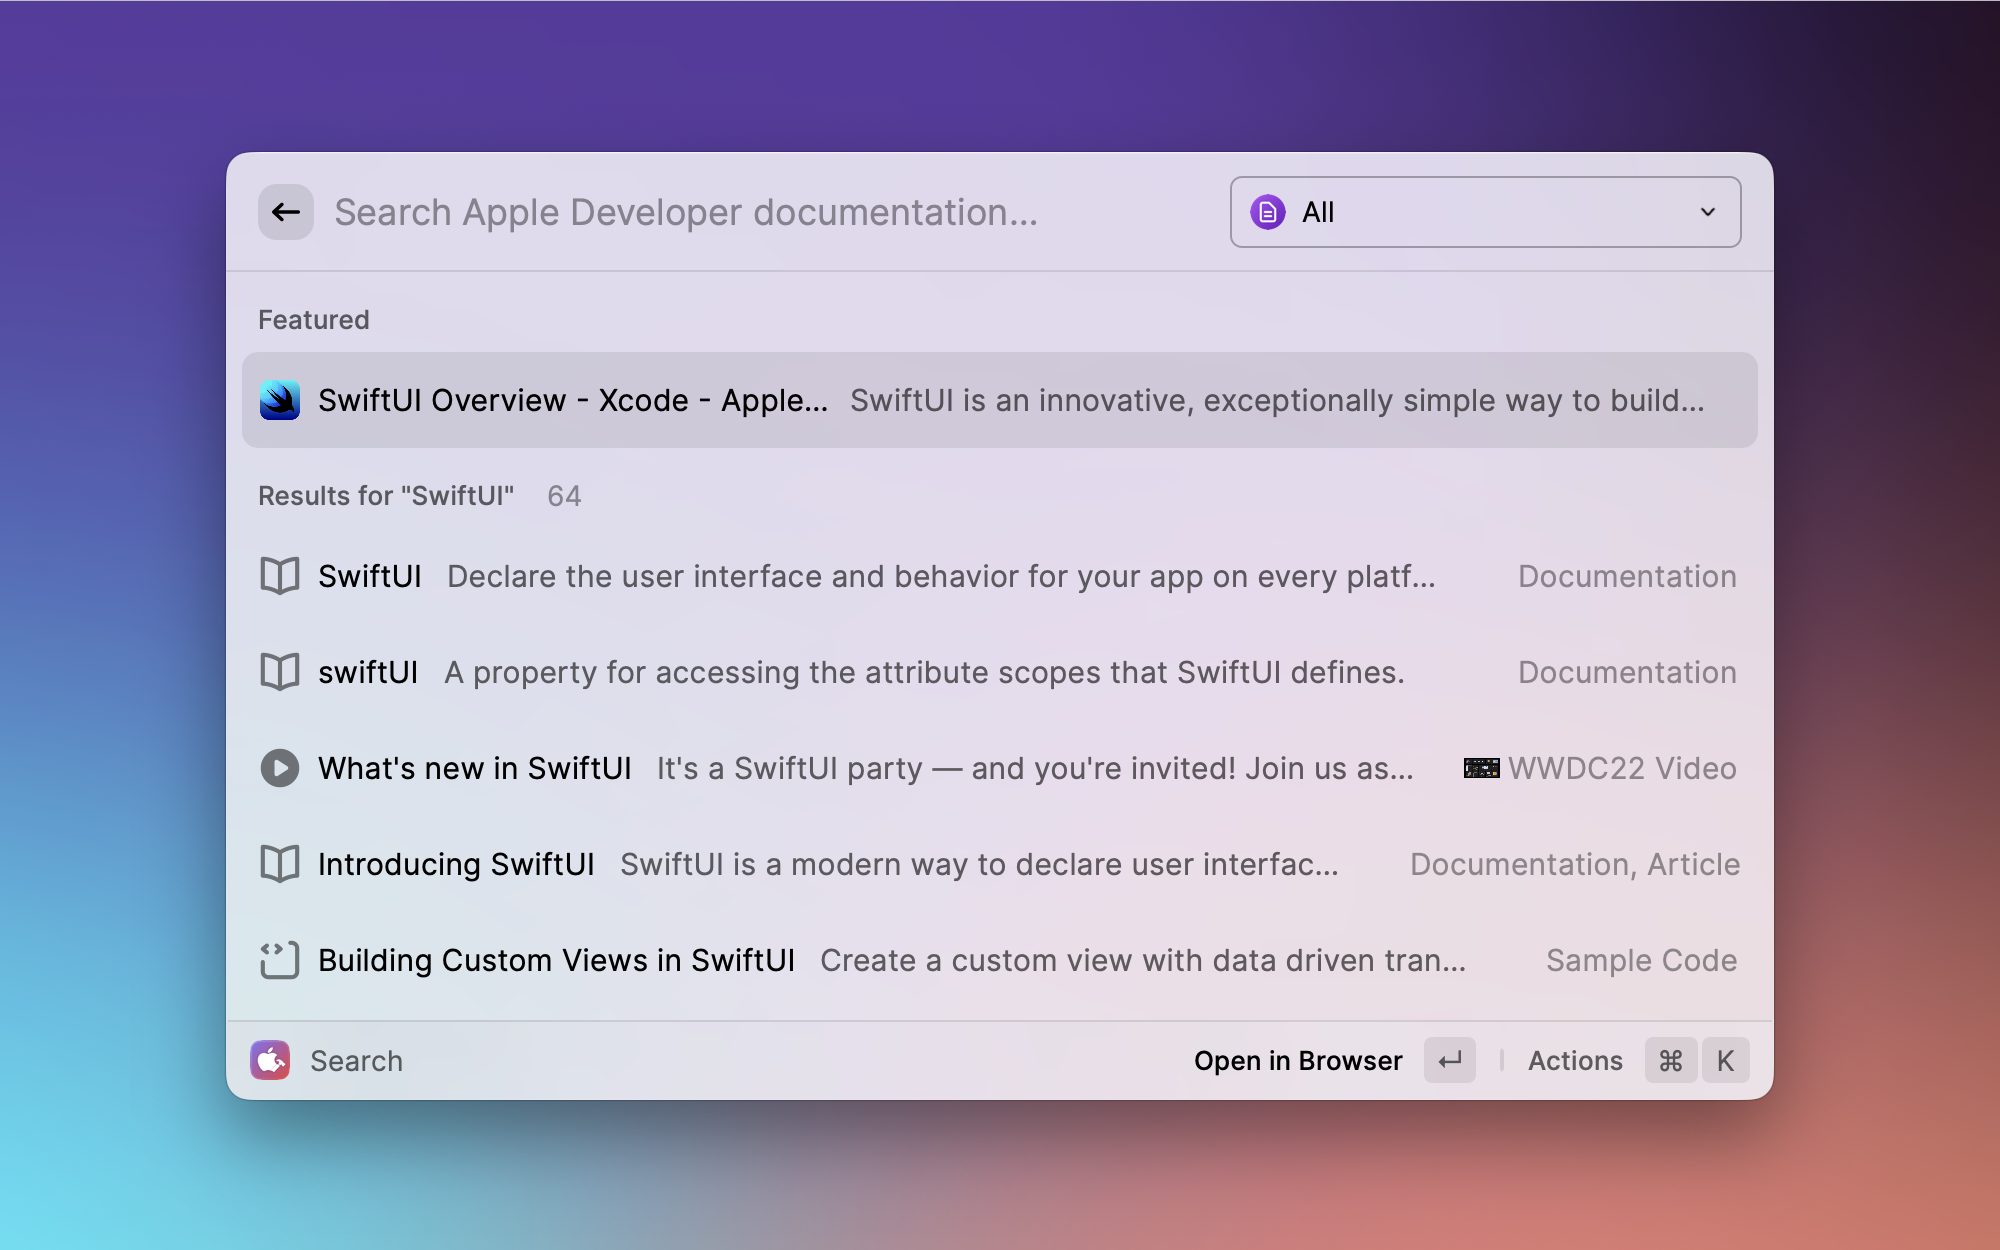 Search Apple Developer documentation...
All
Featured
SwiftUI Overview - Xcode - Apple... SwiftUI is an innovative, exceptionally simple way to build...
Results for "SwiftUI" 64
SwiftUI Declare the user interface and behavior for your app on every platf... Documentation
swiftUI A property for accessing the attribute scopes that SwiftUI defines. Documentation
What's new in SwiftUI It's a SwiftUI party — and you're invited! Join us as... WWDC22 Video
Introducing SwiftUI SwiftUI is a modern way to declare user interfac... Documentation, Article
Building Custom Views in SwiftUI Create a custom view with data driven tran... Sample Code
Search Open in Browser ↵ Actions ⌘ K